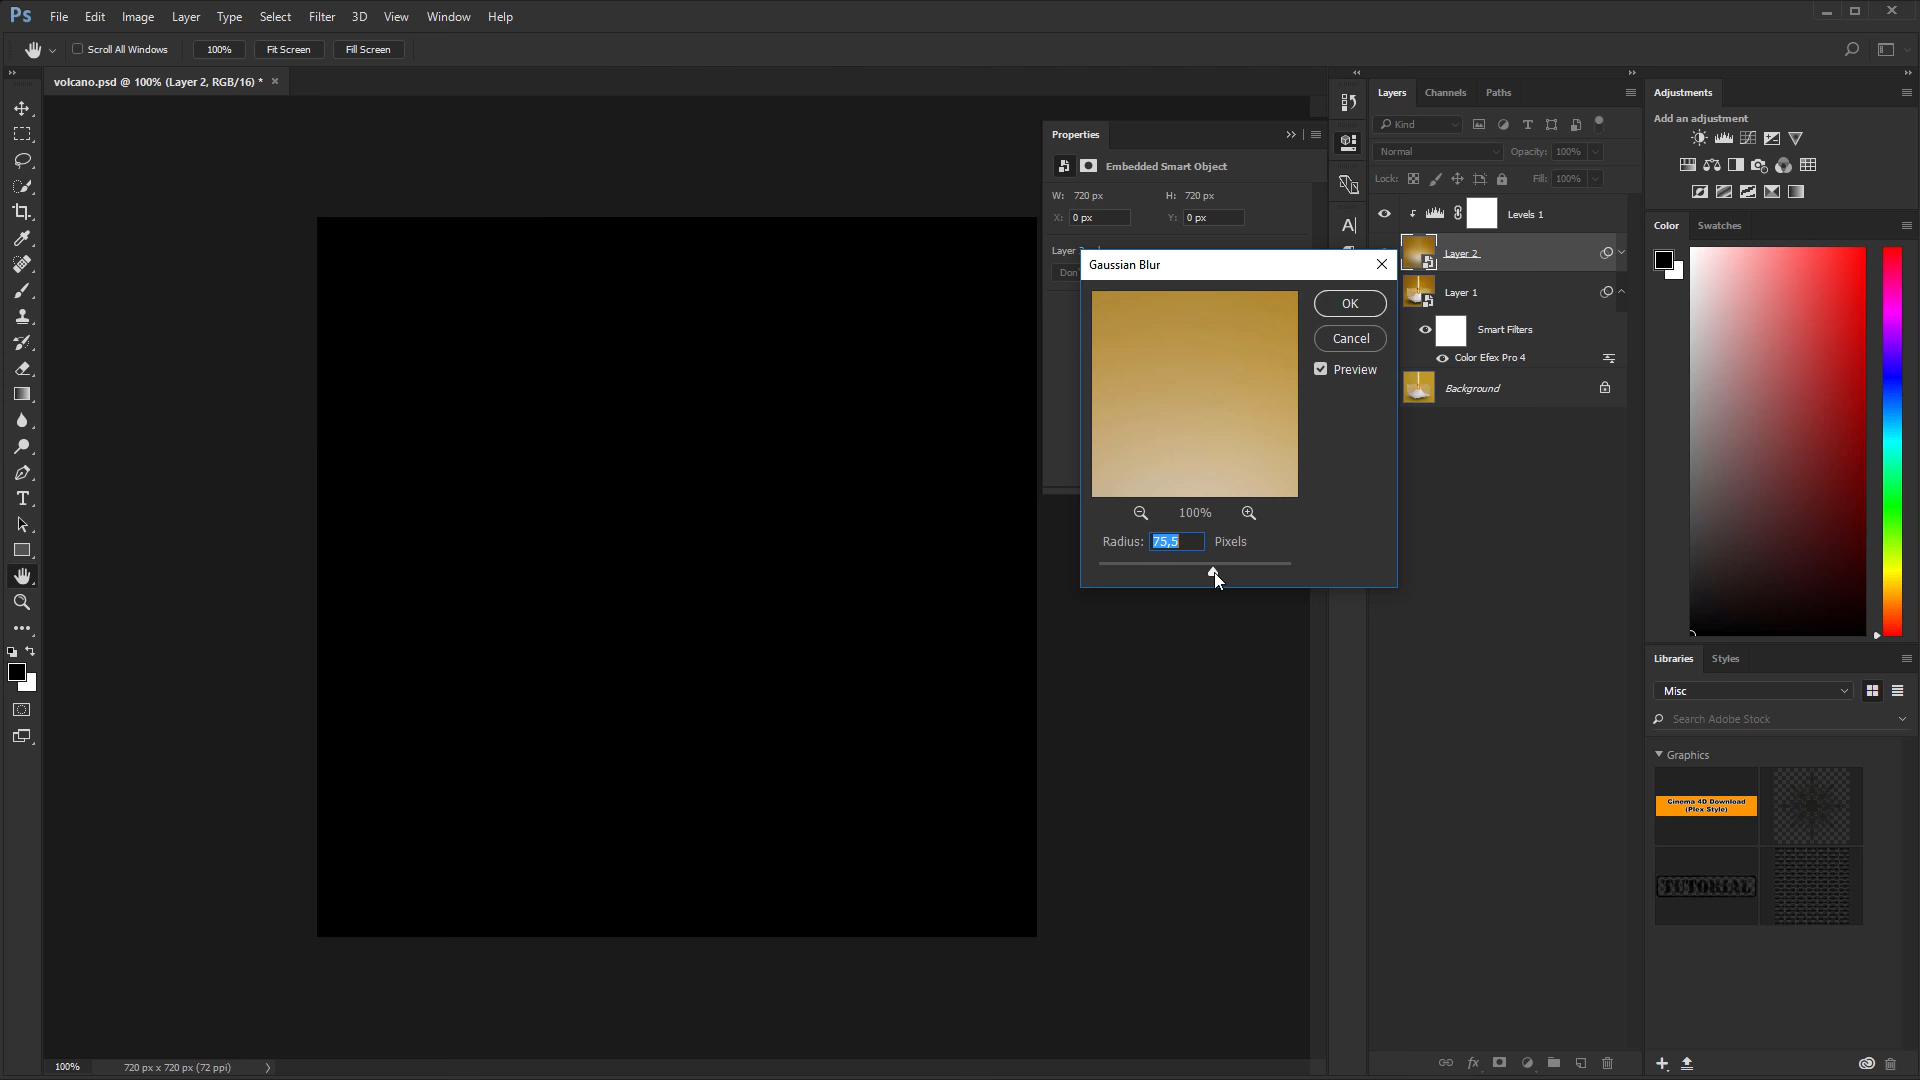 Ps File Edit Image Layer Type Select Filter 3D View Window Help
Scroll All Windows 100% Fit Screen Fill Screen
volcano.psd @ 100% (Layer 2, RGB/16) *
Properties
Embedded Smart Object
W: 720 px H: 720 px
X: 0 px Y: 0 px
Layer
Don
Gaussian Blur
OK
Cancel
Preview
100%
Radius: 75,5 Pixels
Layers Channels Paths
Kind
Normal Opacity: 100%
Lock: Fill: 100%
Levels 1
Layer 2
Layer 1
Smart Filters
Color Efex Pro 4
Background
Adjustments
Add an adjustment
Color Swatches
Libraries Styles
Misc
Search Adobe Stock
Graphics
Cinema 4D Download
(Plex Style)
TUTORIAL
100% 720 px x 720 px (72 ppi)